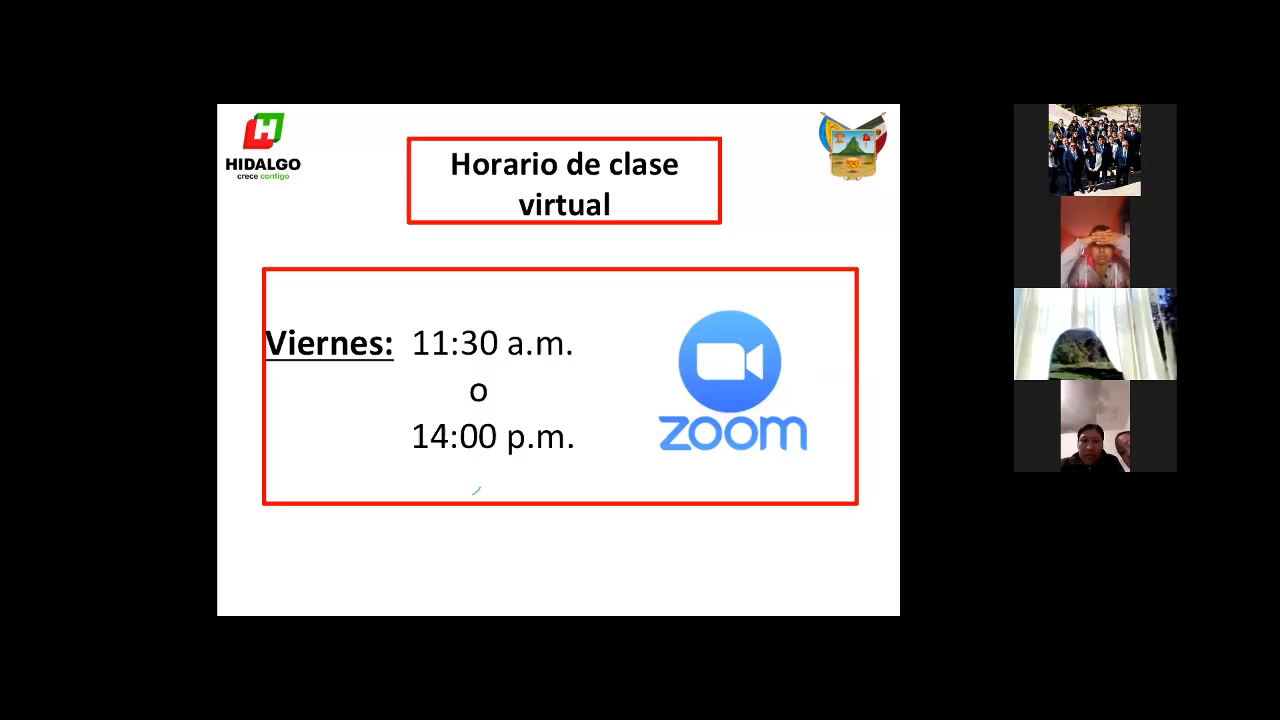 HIDALGO
crece contigo
Horario de clase
virtual
Viernes: 11:30 a.m.
o
14:00 p.m.
zoom